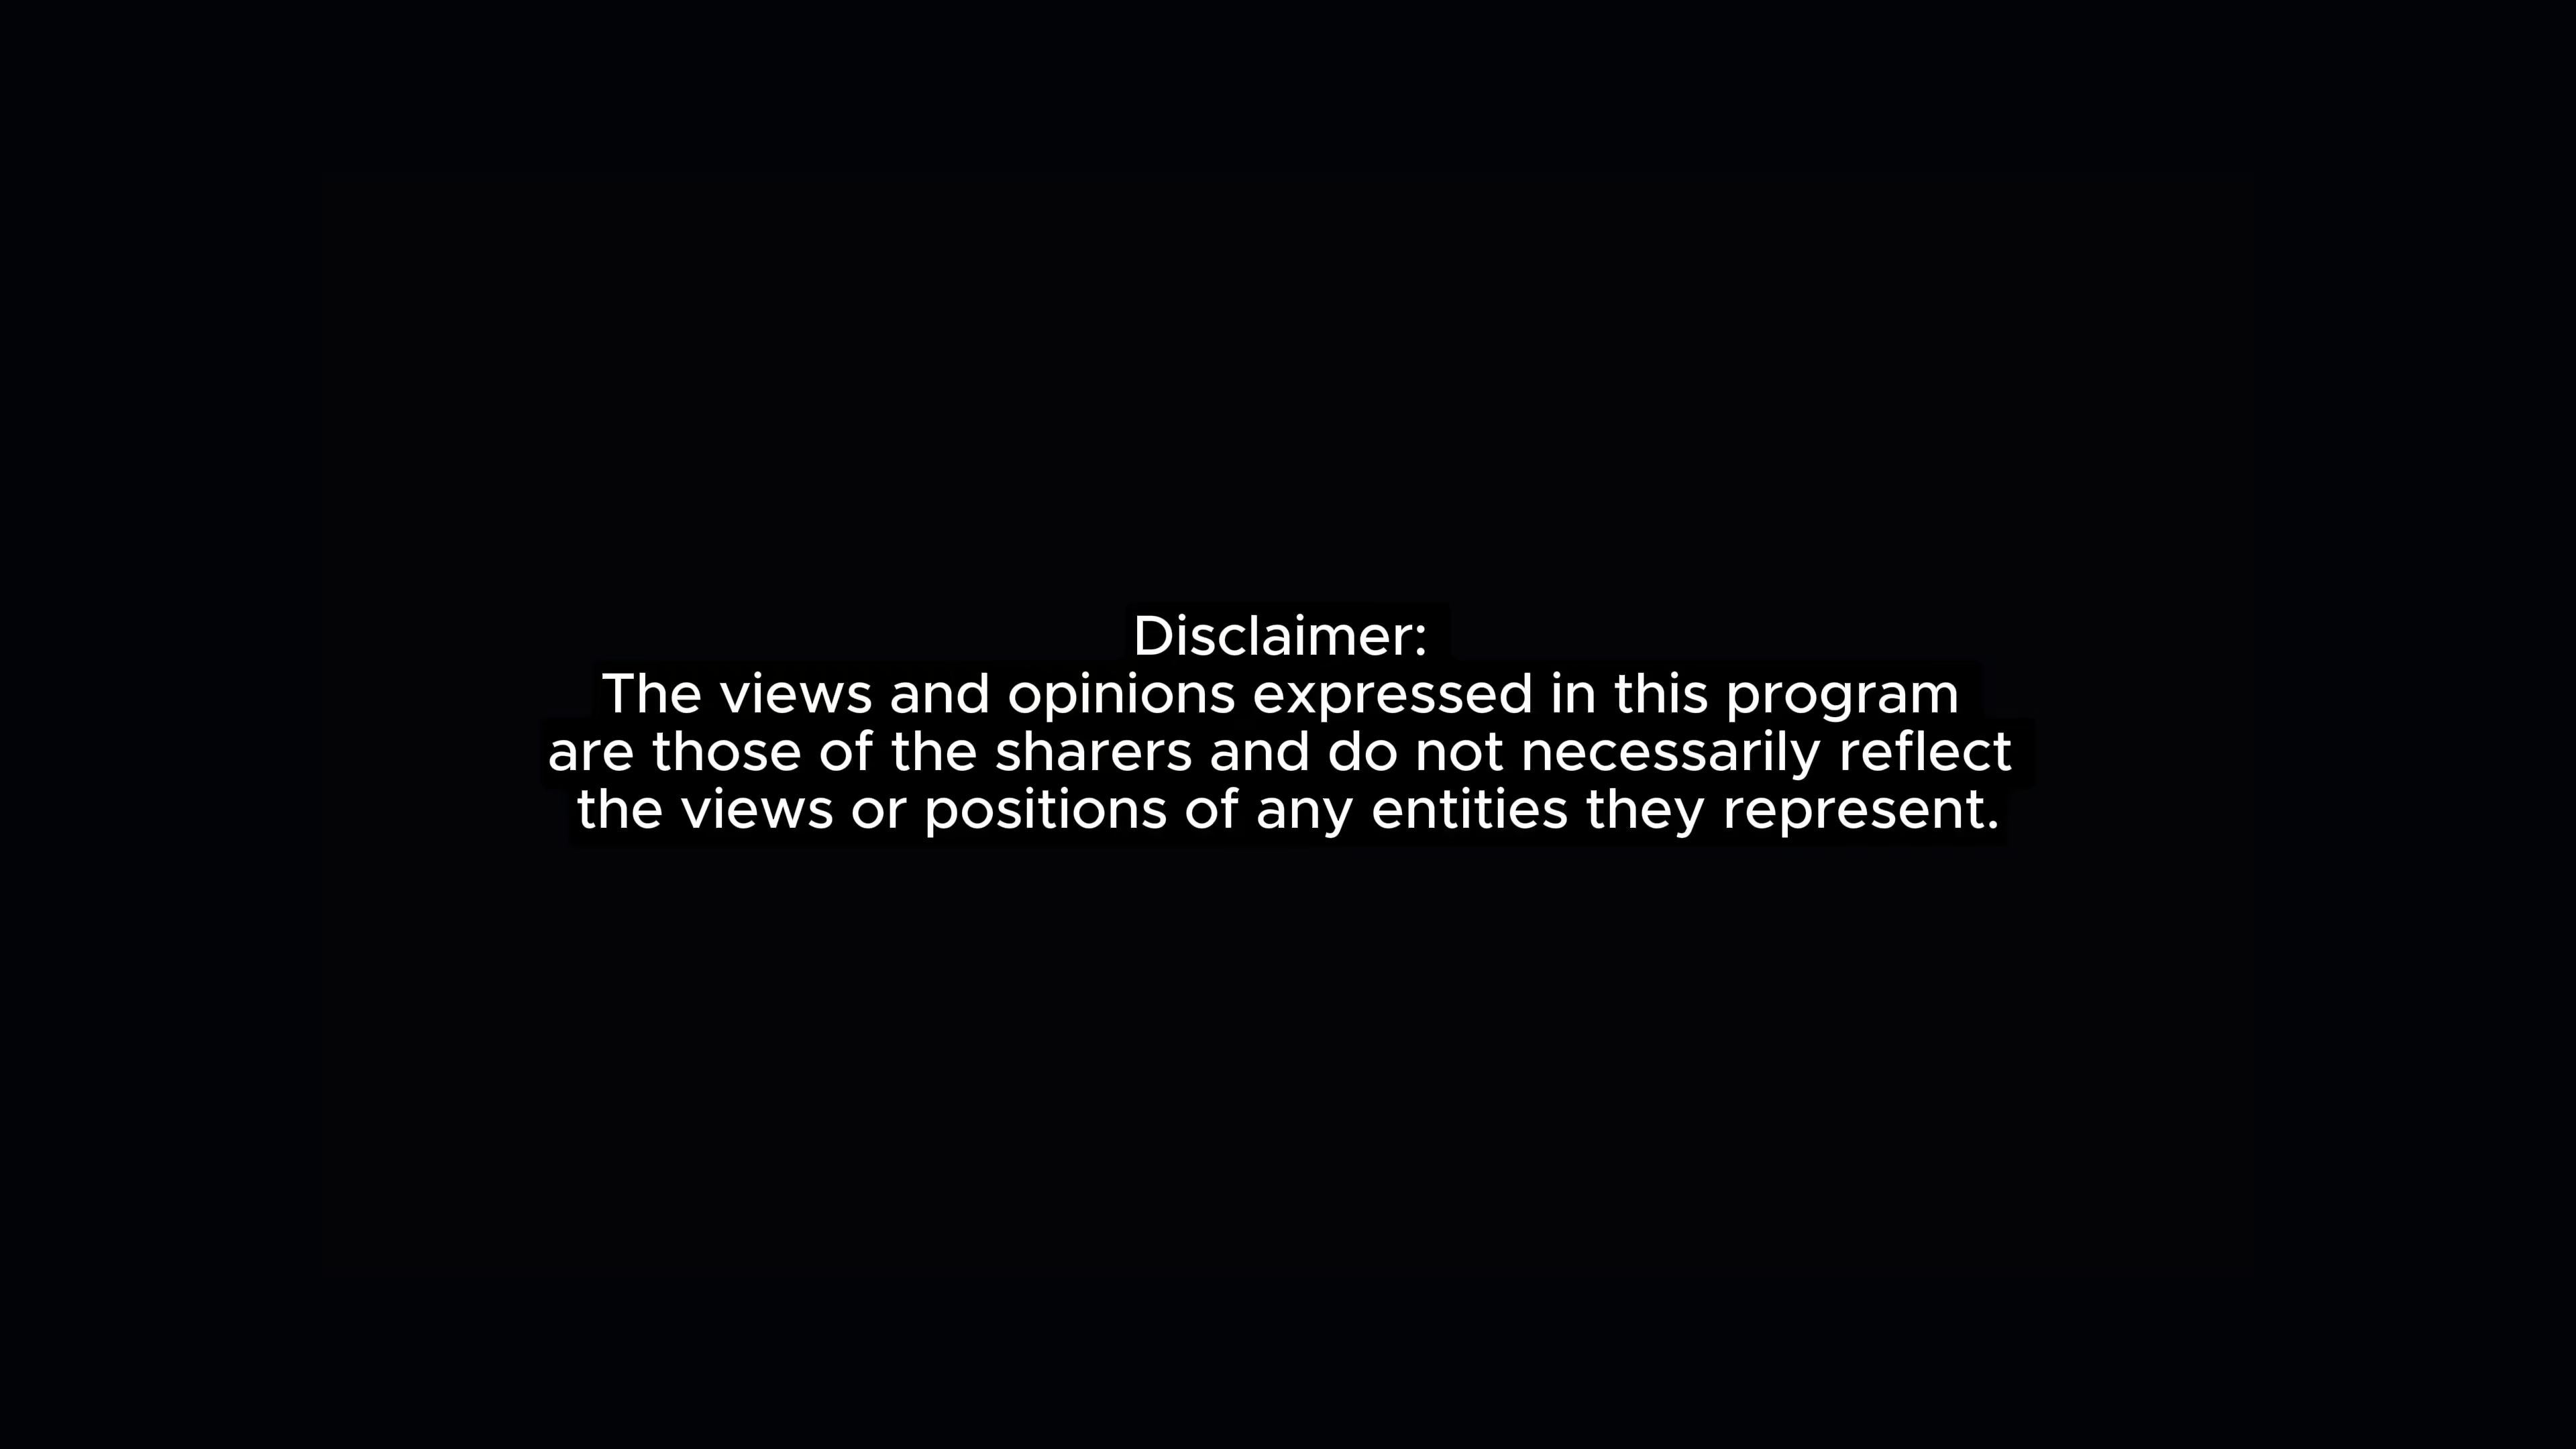 Disclaimer:
The views and opinions expressed in this program
are those of the sharers and do not necessarily reflect
the views or positions of any entities they represent.